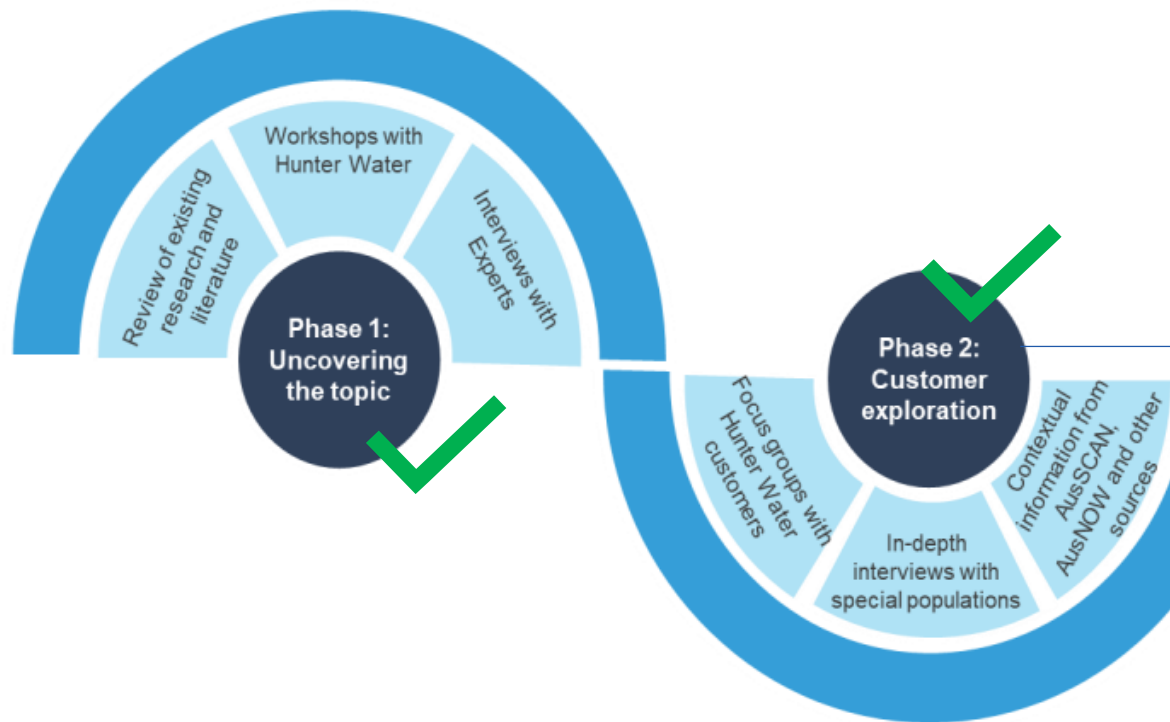 Review of existing
research and
literature
Workshops with
Hunter Water
Interviews with
Experts
Phase 1:
Uncovering
the topic
Phase 2:
Customer
exploration
Focus groups with
Hunter Water
customers
In-depth
interviews with
special populations
Contextual
information from
AusSCAN,
AusNOW and other
sources